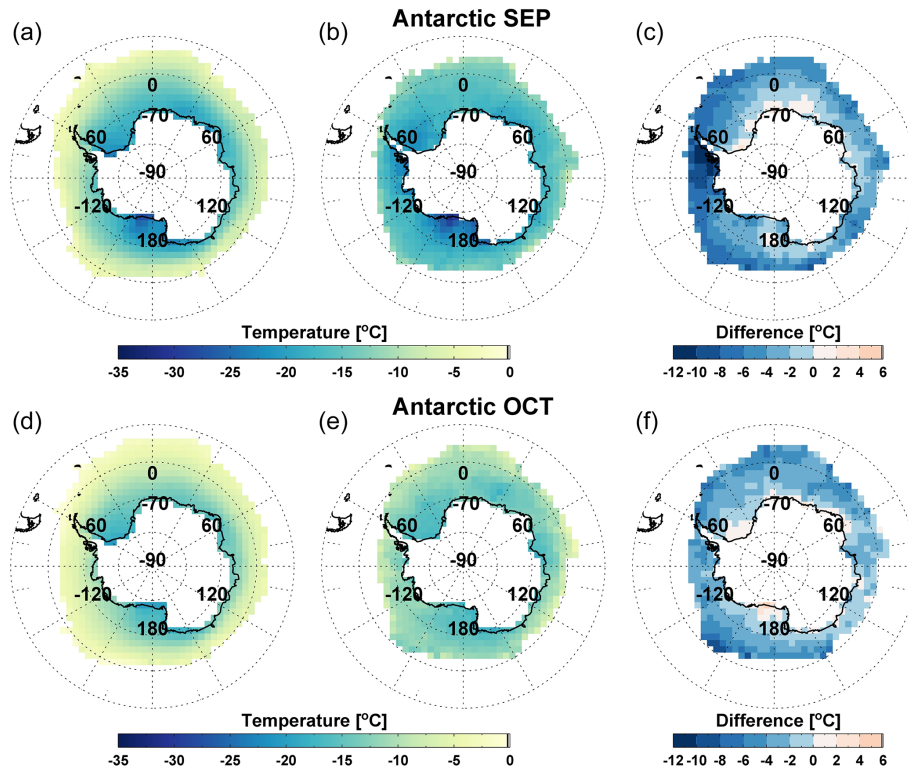 Antarctic SEP
(a) (b) (c)
0 0 0
-70 -70 -70
60 60 60 60 60 60
-90 -90 -90
-120 120 -120 120 -120 120
180 180 180
Temperature [°C] Difference [°C]
-35 -30 -25 -20 -15 -10 -5 0 -12 -10 -8 -6 -4 -2 0 2 4 6
Antarctic OCT
(d) (e) (f)
0 0 0
-70 -70 -70
60 60 60 60 60 60
-90 -90 -90
-120 120 -120 120 -120 120
180 180 180
Temperature [°C] Difference [°C]
-35 -30 -25 -20 -15 -10 -5 0 -12 -10 -8 -6 -4 -2 0 2 4 6